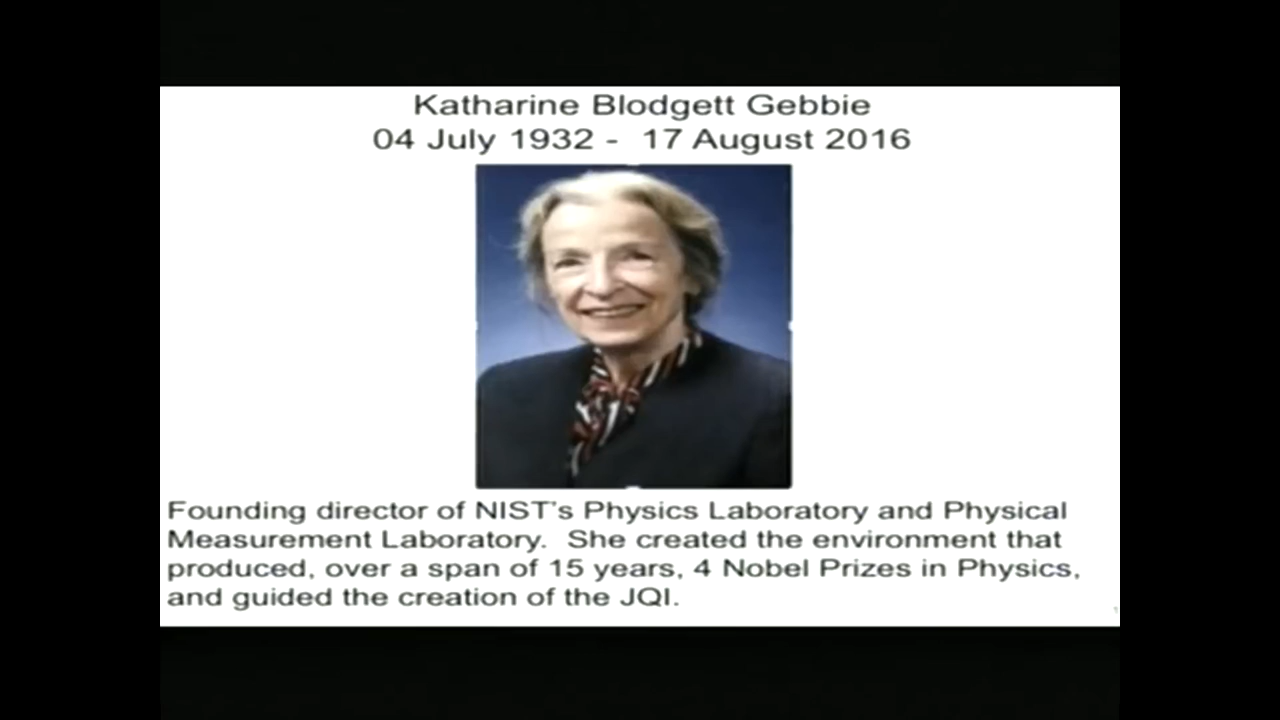 Katharine Blodgett Gebbie
04 July 1932 - 17 August 2016
Founding director of NIST's Physics Laboratory and Physical
Measurement Laboratory. She created the environment that
produced, over a span of 15 years, 4 Nobel Prizes in Physics,
and guided the creation of the JQI.